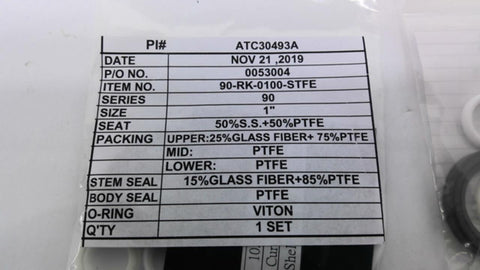 PI# ATC30493A
DATE NOV 21 ,2019
P/O NO. 0053004
ITEM NO. 90-RK-0100-STFE
SERIES 90
SIZE 1"
SEAT 50%S.S.+50%PTFE
PACKING UPPER:25%GLASS FIBER+ 75%PTFE
MID: PTFE
LOWER: PTFE
STEM SEAL 15%GLASS FIBER+85%PTFE
BODY SEAL PTFE
O-RING VITON
Q'TY 1 SET